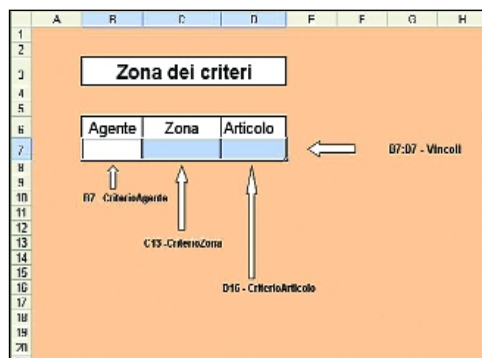 A B C D E F G H
1
2
3 Zona dei criteri
4
5
6 Agente Zona Articolo
7 B7:D7 - Vincoli
8
9
10 B7 - CriterioAgente
11
12
13 C13 -CriterioZona
14
15
16 D16 - CriterioArticolo
17
18
19
20